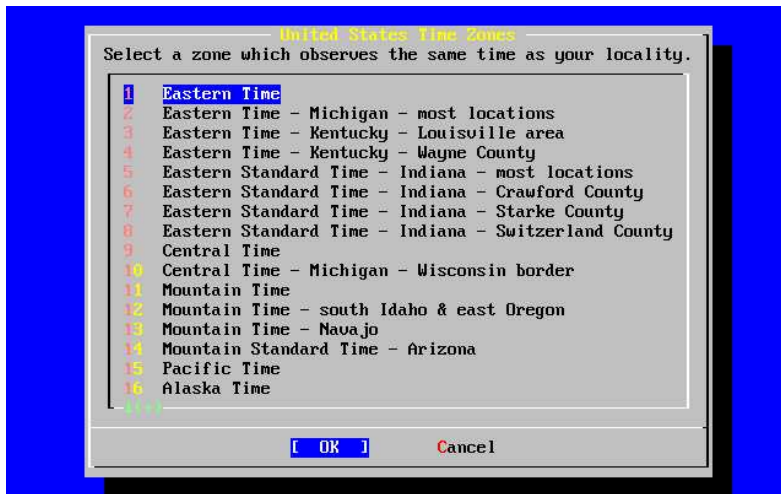 United States Time Zones
Select a zone which observes the same time as your locality.
1 Eastern Time
2 Eastern Time - Michigan - most locations
3 Eastern Time - Kentucky - Louisville area
4 Eastern Time - Kentucky - Wayne County
5 Eastern Standard Time - Indiana - most locations
6 Eastern Standard Time - Indiana - Crawford County
7 Eastern Standard Time - Indiana - Starke County
8 Eastern Standard Time - Indiana - Switzerland County
9 Central Time
10 Central Time - Michigan - Wisconsin border
11 Mountain Time
12 Mountain Time - south Idaho & east Oregon
13 Mountain Time - Navajo
14 Mountain Standard Time - Arizona
15 Pacific Time
16 Alaska Time
[ OK ] Cancel